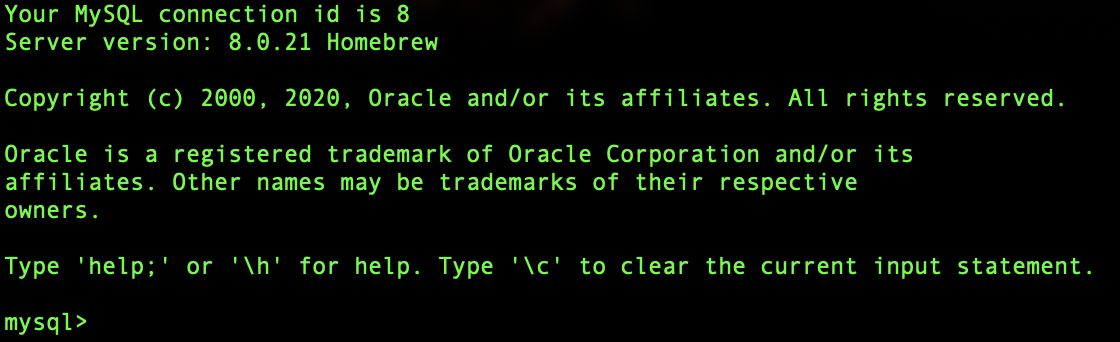 Your MySQL connection id is 8
Server version: 8.0.21 Homebrew
Copyright (c) 2000, 2020, Oracle and/or its affiliates. All rights reserved.
Oracle is a registered trademark of Oracle Corporation and/or its
affiliates. Other names may be trademarks of their respective
owners.
Type 'help;' or '\h' for help. Type '\c' to clear the current input statement.
mysql>